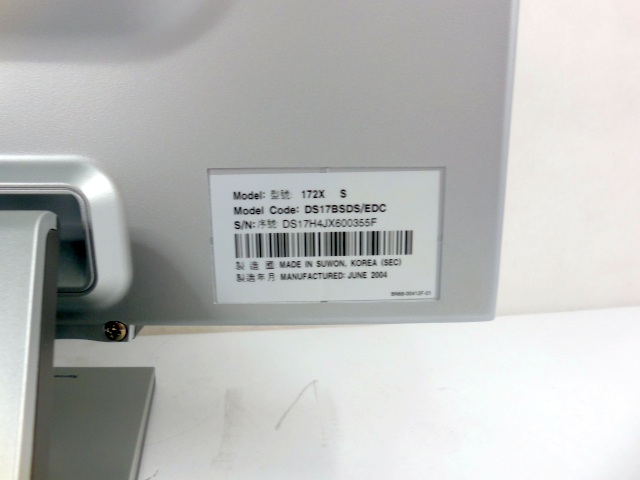 Model: 型號: 172X S
Model Code: DS17BSDS/EDC
S/N:序號: DS17H4JX600355F
製造國 MADE IN SUWON, KOREA (SEC)
製造年月 MANUFACTURED: JUNE 2004